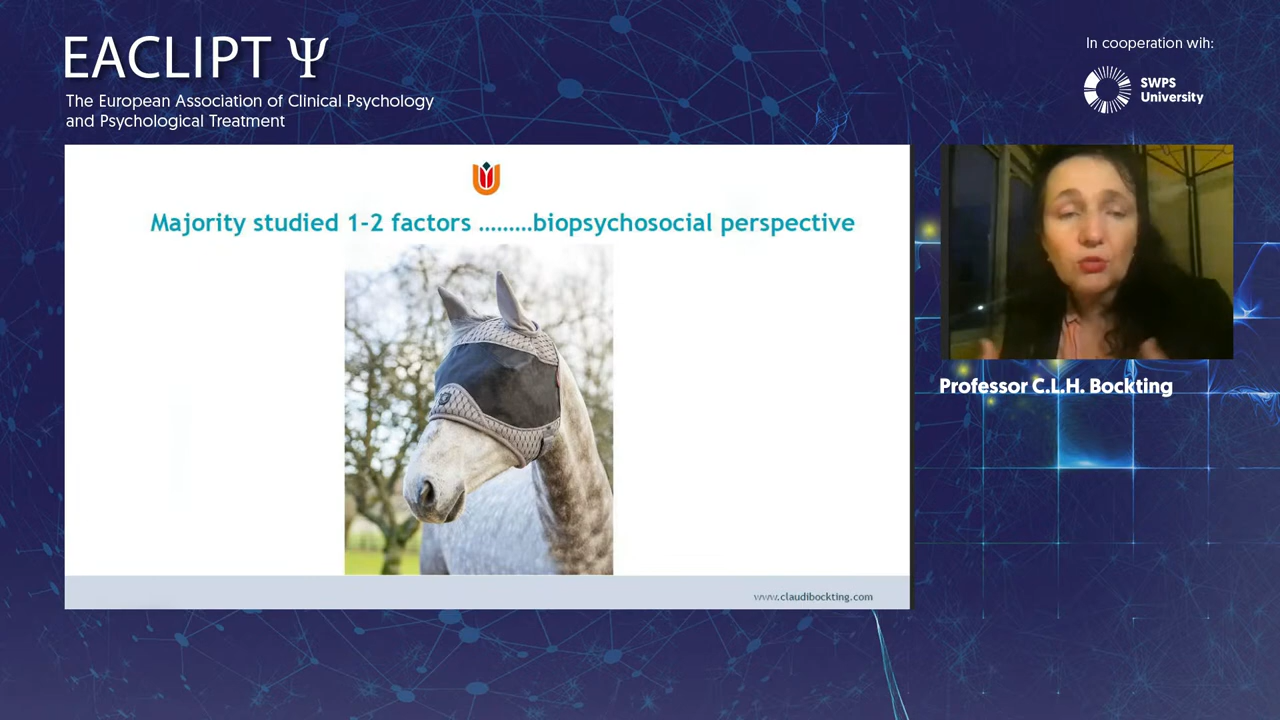 EACLIPT Ψ
The European Association of Clinical Psychology
and Psychological Treatment
In cooperation wih:
SWPS
University
Majority studied 1-2 factors .........biopsychosocial perspective
www.claudibockting.com
Professor C.L.H. Bockting